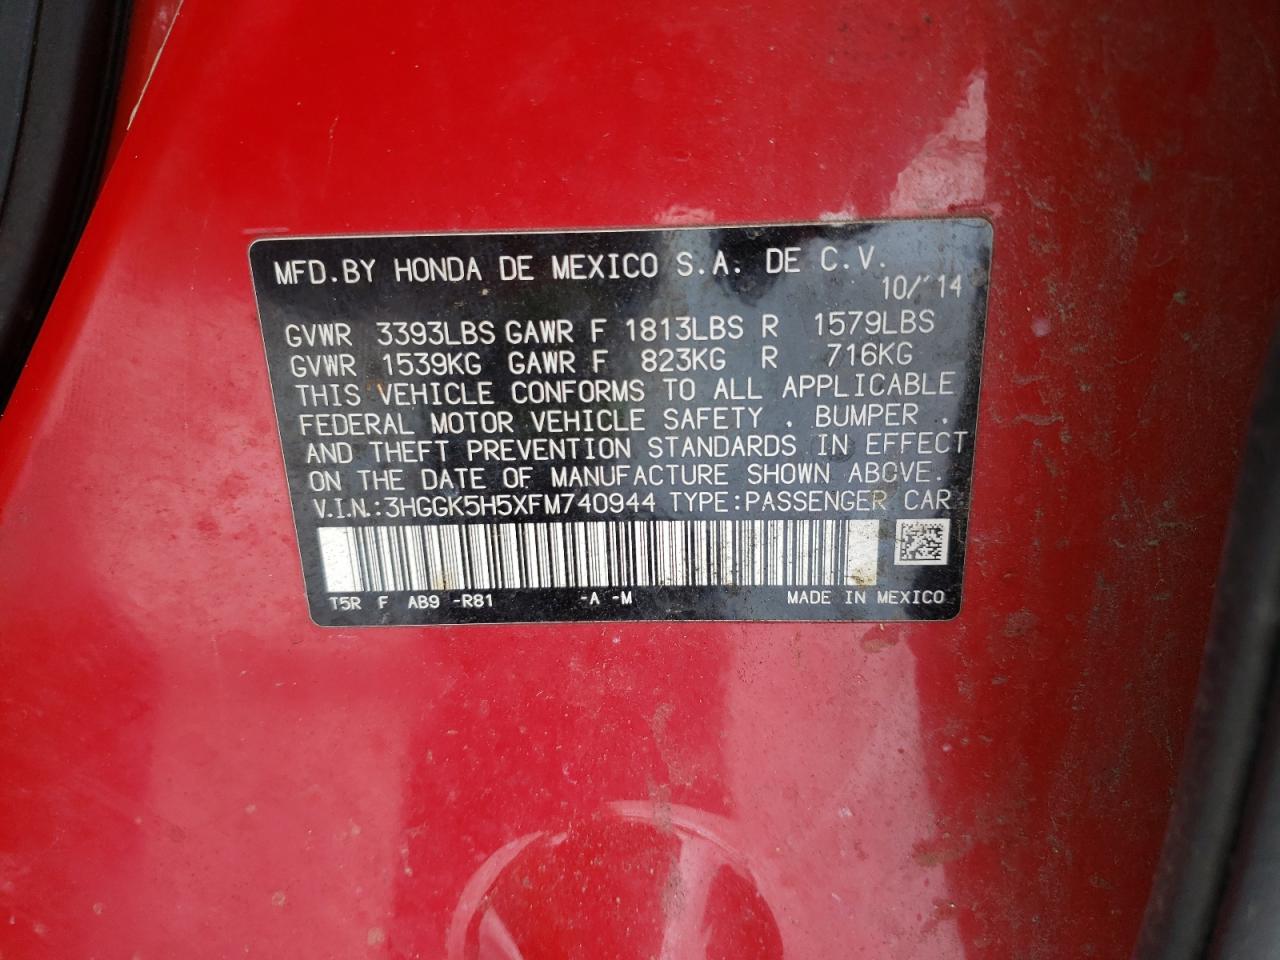 MFD. BY HONDA DE MEXICO S.A. DE C.V.
10/'14
GVWR 3393LBS GAWR F 1813LBS R 1579LBS
GVWR 1539KG GAWR F 823KG R 716KG
THIS VEHICLE CONFORMS TO ALL APPLICABLE
FEDERAL MOTOR VEHICLE SAFETY , BUMPER ,
AND THEFT PREVENTION STANDARDS IN EFFECT
ON THE DATE OF MANUFACTURE SHOWN ABOVE.
V.I.N.:3HGGK5H5XFM740944 TYPE:PASSENGER CAR
T5R F AB9 -R81 -A -M MADE IN MEXICO